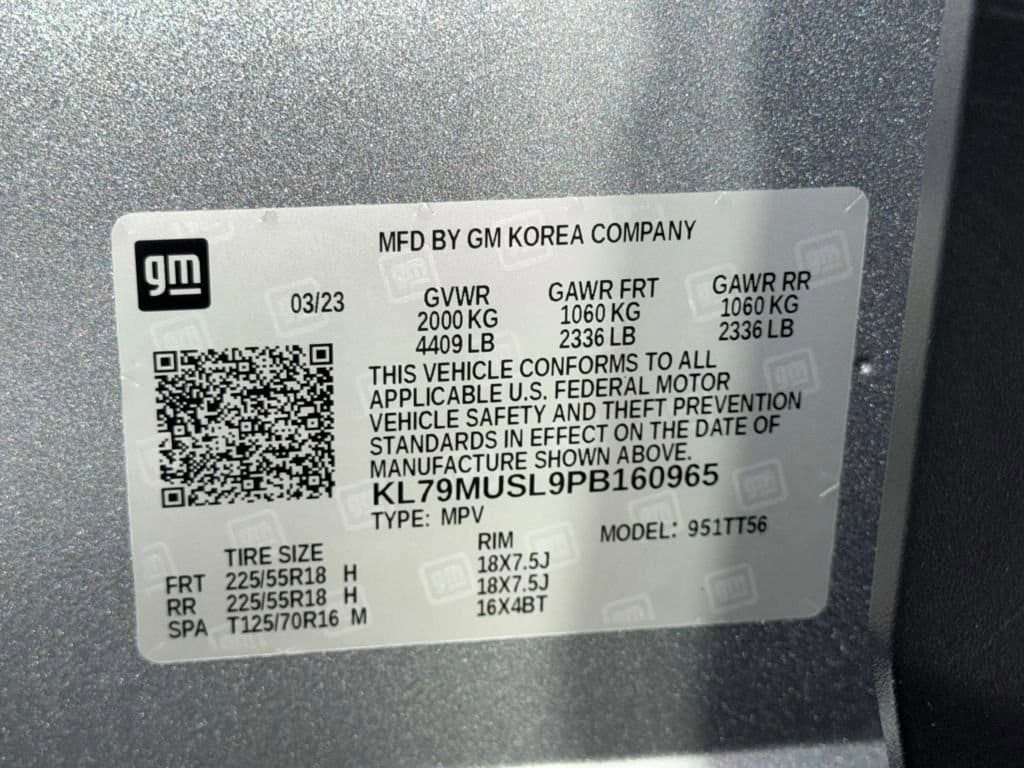 gm
MFD BY GM KOREA COMPANY
03/23
GVWR
2000 KG
4409 LB
GAWR FRT
1060 KG
2336 LB
GAWR RR
1060 KG
2336 LB
THIS VEHICLE CONFORMS TO ALL
APPLICABLE U.S. FEDERAL MOTOR
VEHICLE SAFETY AND THEFT PREVENTION
STANDARDS IN EFFECT ON THE DATE OF
MANUFACTURE SHOWN ABOVE.
KL79MUSL9PB160965
TYPE: MPV
MODEL: 951TT56
TIRE SIZE RIM
FRT 225/55R18 H 18X7.5J
RR 225/55R18 H 18X7.5J
SPA T125/70R16 M 16X4BT